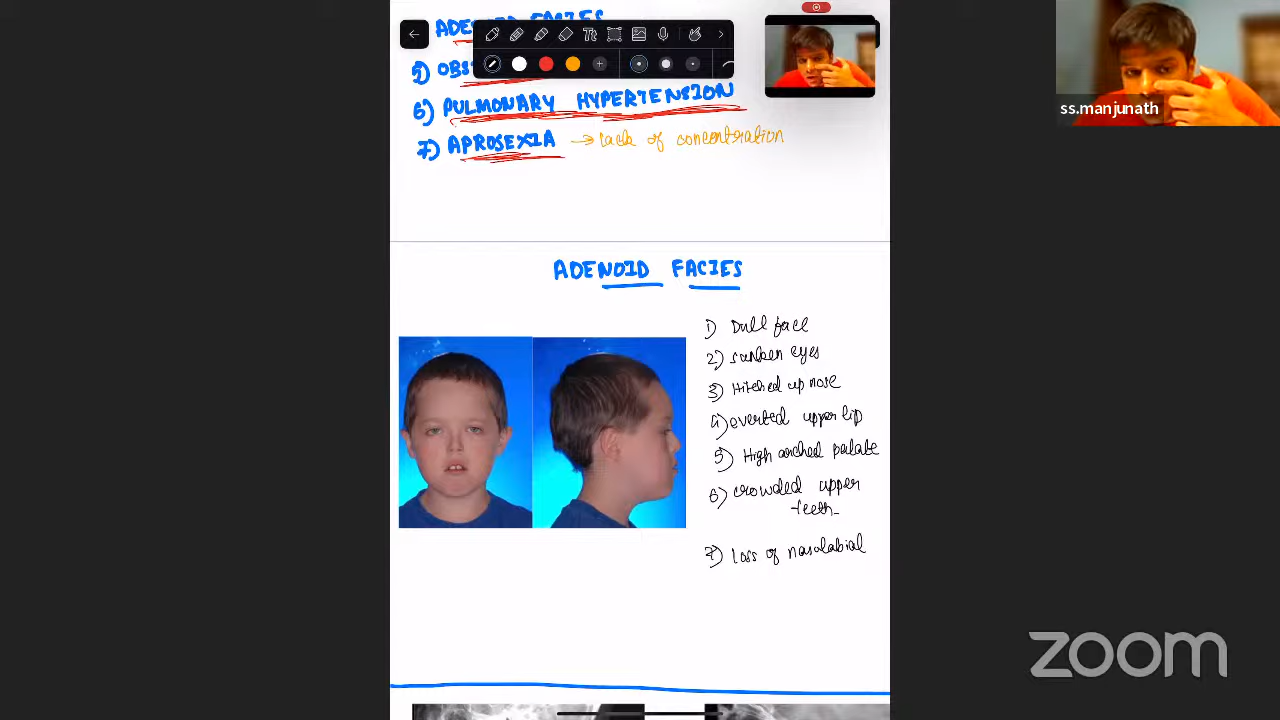 ADENOID FACIES
5) OBS
6) PULMONARY HYPERTENSION
7) APROSEXIA → lack of concentration
ss.manjunath
ADENOID FACIES
1) Dull face
2) sunken eyes
3) Hitched up nose
4) everted upper lip
5) High arched palate
6) crowded upper
teeth
7) loss of nasolabial
zoom